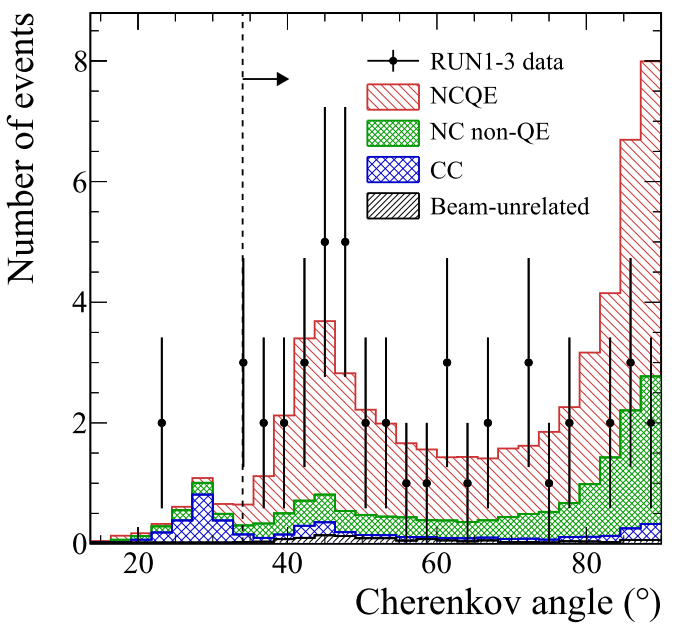 Number of events
8
6
4
2
0
RUN1-3 data
NCQE
NC non-QE
CC
Beam-unrelated
20 40 60 80
Cherenkov angle (°)